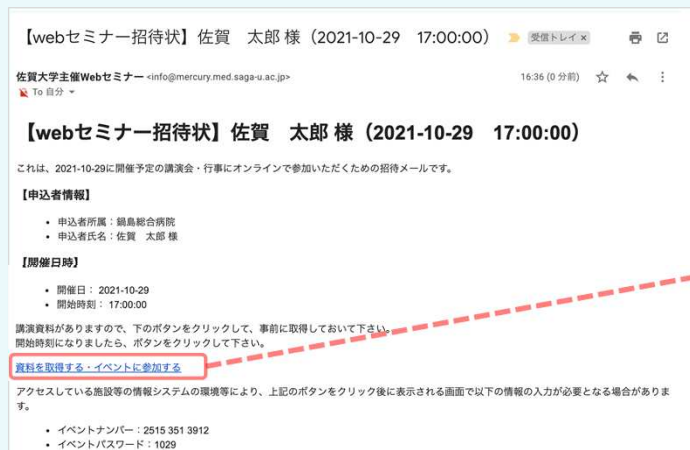 【webセミナー招待状】佐賀　太郎 様（2021-10-29　17:00:00） 受信トレイ ×
佐賀大学主催Webセミナー <info@mercury.med.saga-u.ac.jp> 16:36 (0 分前)
To 自分
【webセミナー招待状】佐賀　太郎 様（2021-10-29　17:00:00）
これは、2021-10-29に開催予定の講演会・行事にオンラインで参加いただくための招待メールです。
【申込者情報】
• 申込者所属：鍋島総合病院
• 申込者氏名：佐賀　太郎 様
【開催日時】
• 開催日： 2021-10-29
• 開始時刻： 17:00:00
講演資料がありますので、下のボタンをクリックして、事前に取得しておいて下さい。
開始時刻になりましたら、ボタンをクリックして下さい。
資料を取得する・イベントに参加する
アクセスしている施設等の情報システムの環境等により、上記のボタンをクリック後に表示される画面で以下の情報の入力が必要となる場合がありま
す。
• イベントナンバー：2515 351 3912
• イベントパスワード：1029